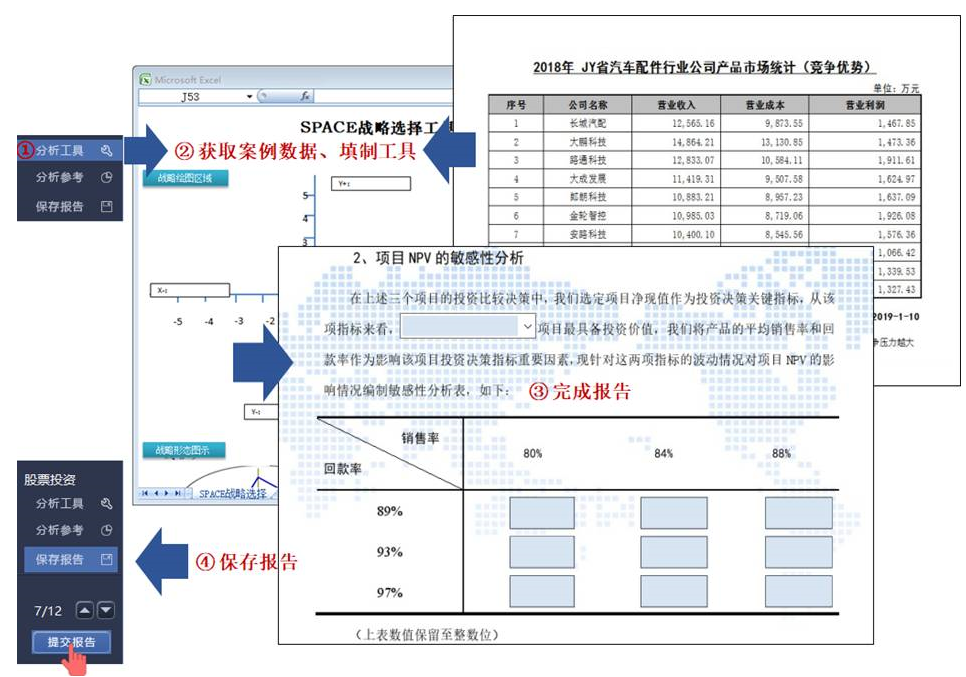 Microsoft Excel
J53
fx
SPACE战略选择工
①分析工具
分析参考
保存报告
②获取案例数据、填制工具
战略绘图区域
Y+:
5
4
3
X-:
-5 -4 -3 -2
Y-:
战略形态图示
SPACE战略选择
2018年 JY省汽车配件行业公司产品市场统计（竞争优势）
单位：万元
序号 公司名称 营业收入 营业成本 营业利润
1 长城汽配 12,565.16 9,873.55 1,467.85
2 大鹏科技 14,864.21 13,130.85 1,473.36
3 路通科技 12,833.07 10,584.11 1,911.61
4 大成发展 11,419.31 9,507.58 1,624.97
5 邮朗科技 10,883.21 8,957.23 1,637.09
6 金轮智控 10,985.03 8,719.06 1,926.08
7 安路科技 10,400.10 8,545.56 1,576.36
1,066.42
1,339.53
1,327.43
2019-1-10
争压力越大
2、项目 NPV 的敏感性分析
在上述三个项目的投资比较决策中，我们选定项目净现值作为投资决策关键指标，从该
项指标来看，项目最具备投资价值，我们将产品的平均销售率和回
款率作为影响该项目投资决策指标重要因素，现针对这两项指标的波动情况对项目 NPV 的影
响情况编制敏感性分析表，如下：
③完成报告
销售率
回款率
80% 84% 88%
89%
93%
97%
（上表数值保留至整数位）
股票投资
分析工具
分析参考
保存报告
④保存报告
7/12
提交报告